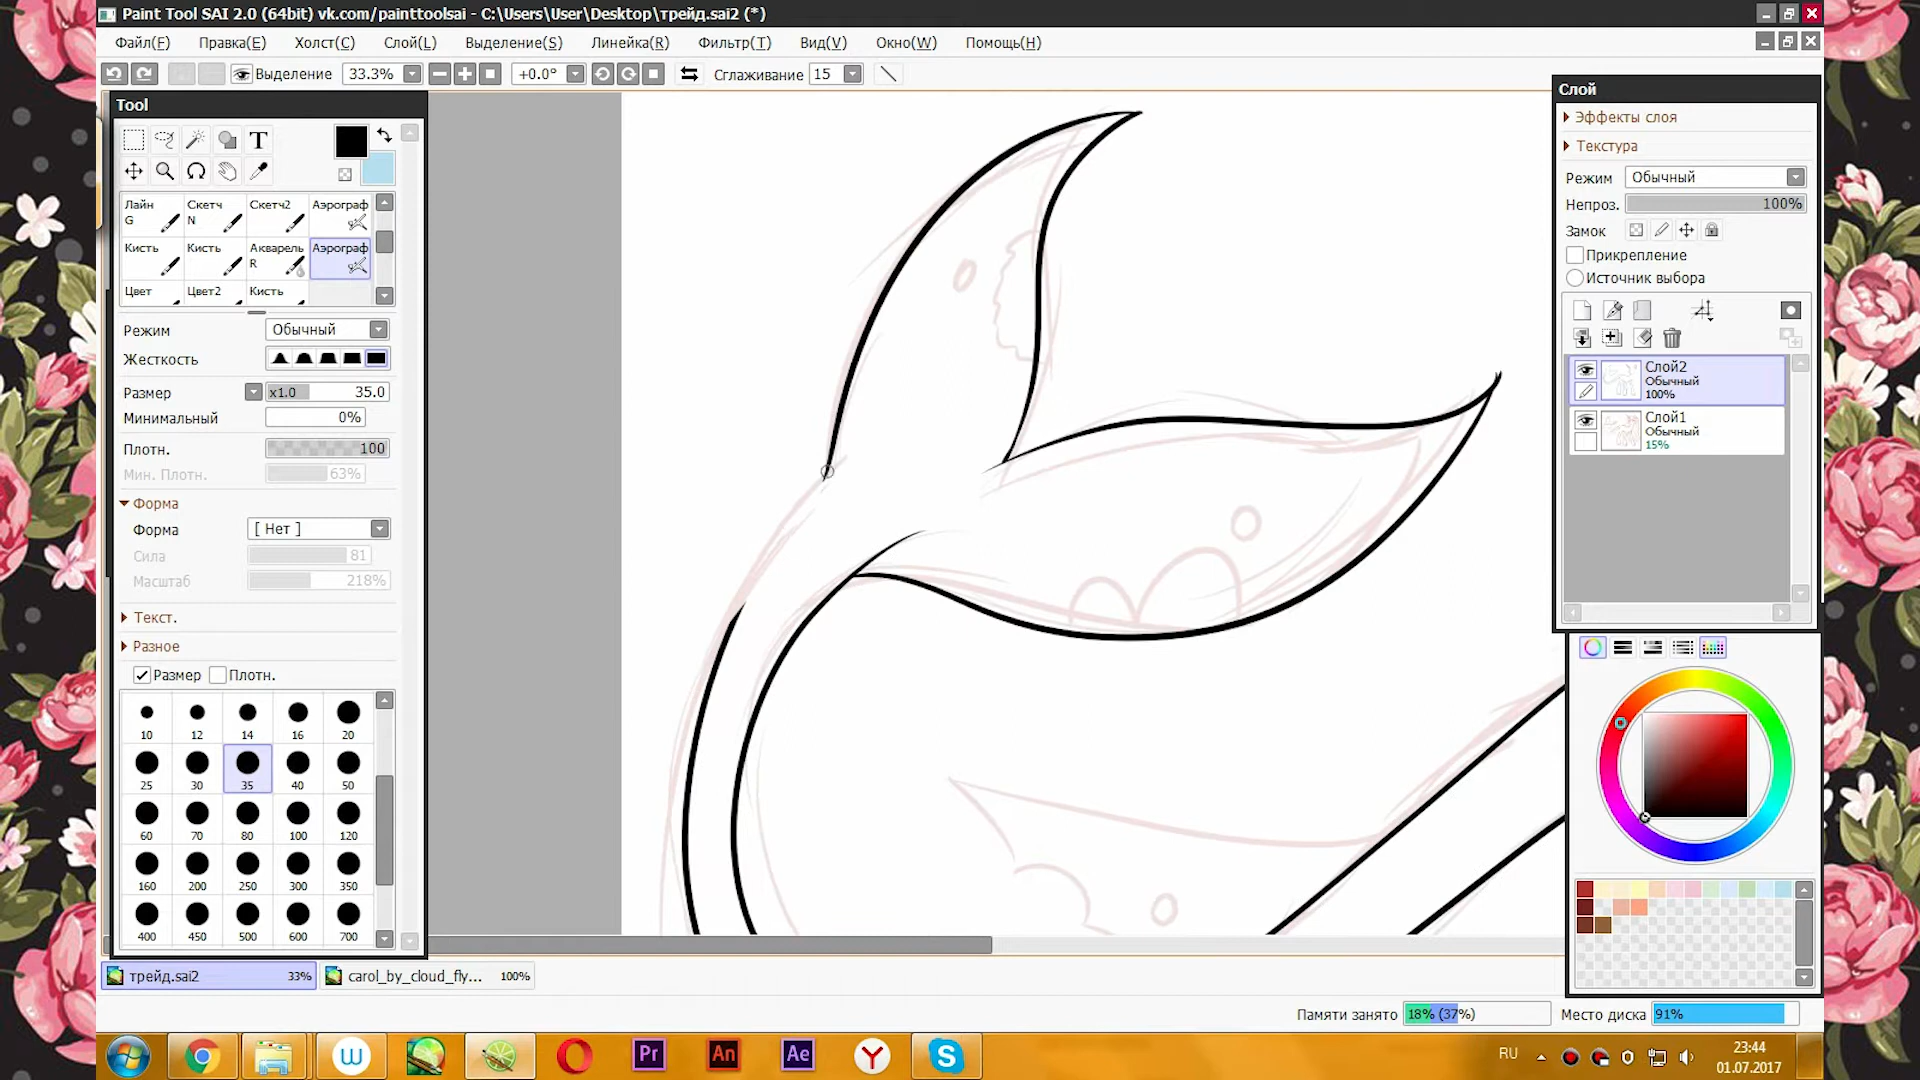 Paint Tool SAI 2.0 (64bit) vk.com/painttoolsai - C:\Users\User\Desktop\трейд.sai2 (*)
Файл(F) Правка(E) Холст(C) Слой(L) Выделение(S) Линейка(R) Фильтр(T) Вид(V) Окно(W) Помощь(H)
Выделение 33.3% +0.0° Сглаживание 15
Tool
T
Лайн Скетч Скетч2 Аэрограф
G N
Кисть Кисть Акварель Аэрограф
R
Цвет Цвет2 Кисть
Режим Обычный
Жесткость
Размер x1.0 35.0
Минимальный 0%
Плотн. 100
Мин. Плотн. 63%
Форма
Форма [ Нет ]
Сила 81
Масштаб 218%
Текст.
Разное
Размер Плотн.
10 12 14 16 20
25 30 35 40 50
60 70 80 100 120
160 200 250 300 350
400 450 500 600 700
Слой
Эффекты слоя
Текстура
Режим Обычный
Непроз. 100%
Замок
Прикрепление
Источник выбора
Слой2
Обычный
100%
Слой1
Обычный
15%
трейд.sai2 33% carol_by_cloud_fly... 100%
Памяти занято 18% (37%) Место диска 91%
W Pr An Ae Y S
RU 23:44
01.07.2017